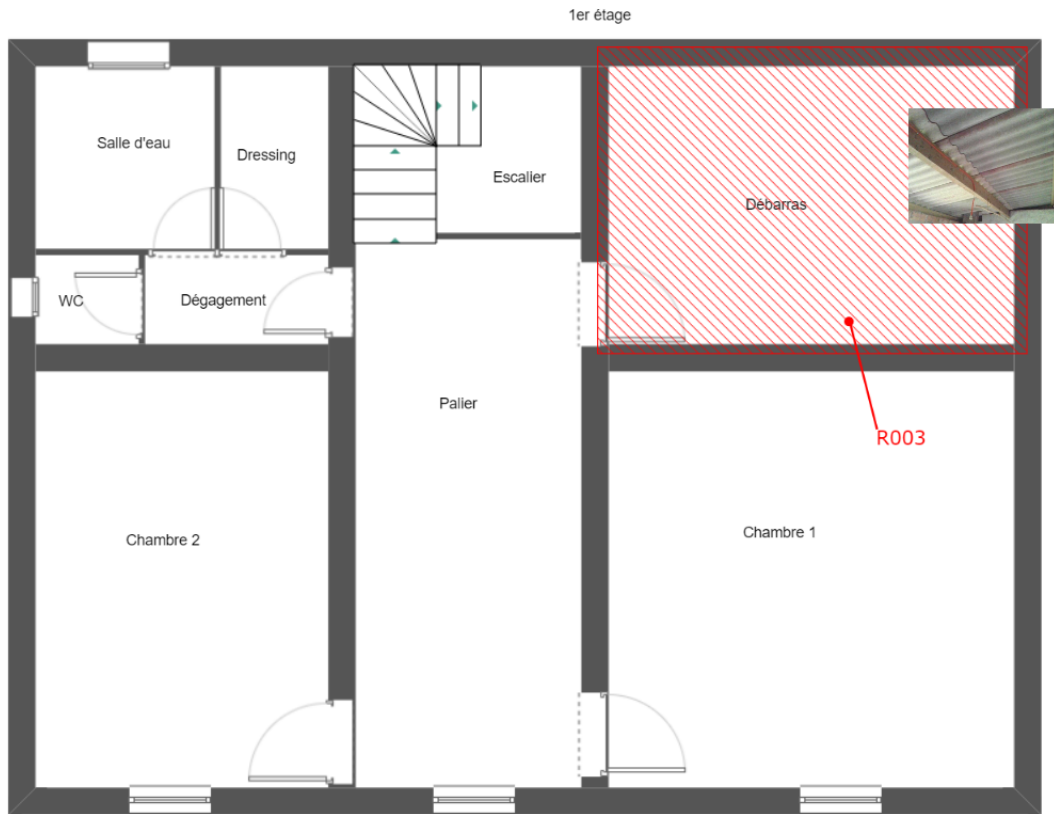 1er étage
Salle d'eau
Dressing
Escalier
Débarras
WC
Dégagement
Palier
R003
Chambre 2
Chambre 1